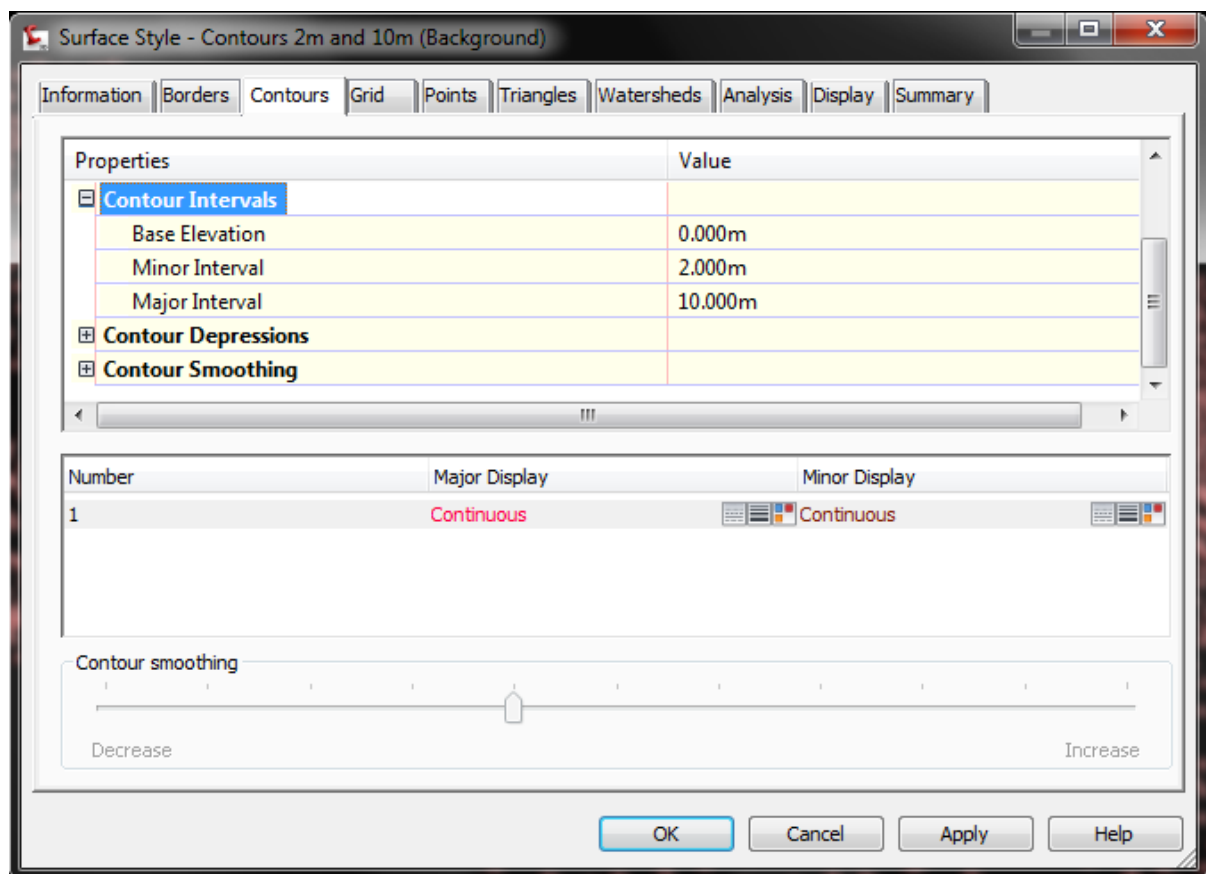 Surface Style - Contours 2m and 10m (Background)
Information Borders Contours Grid Points Triangles Watersheds Analysis Display Summary
Properties Value
Contour Intervals
Base Elevation 0.000m
Minor Interval 2.000m
Major Interval 10.000m
Contour Depressions
Contour Smoothing
Number Major Display Minor Display
1 Continuous Continuous
Contour smoothing
Decrease Increase
OK Cancel Apply Help